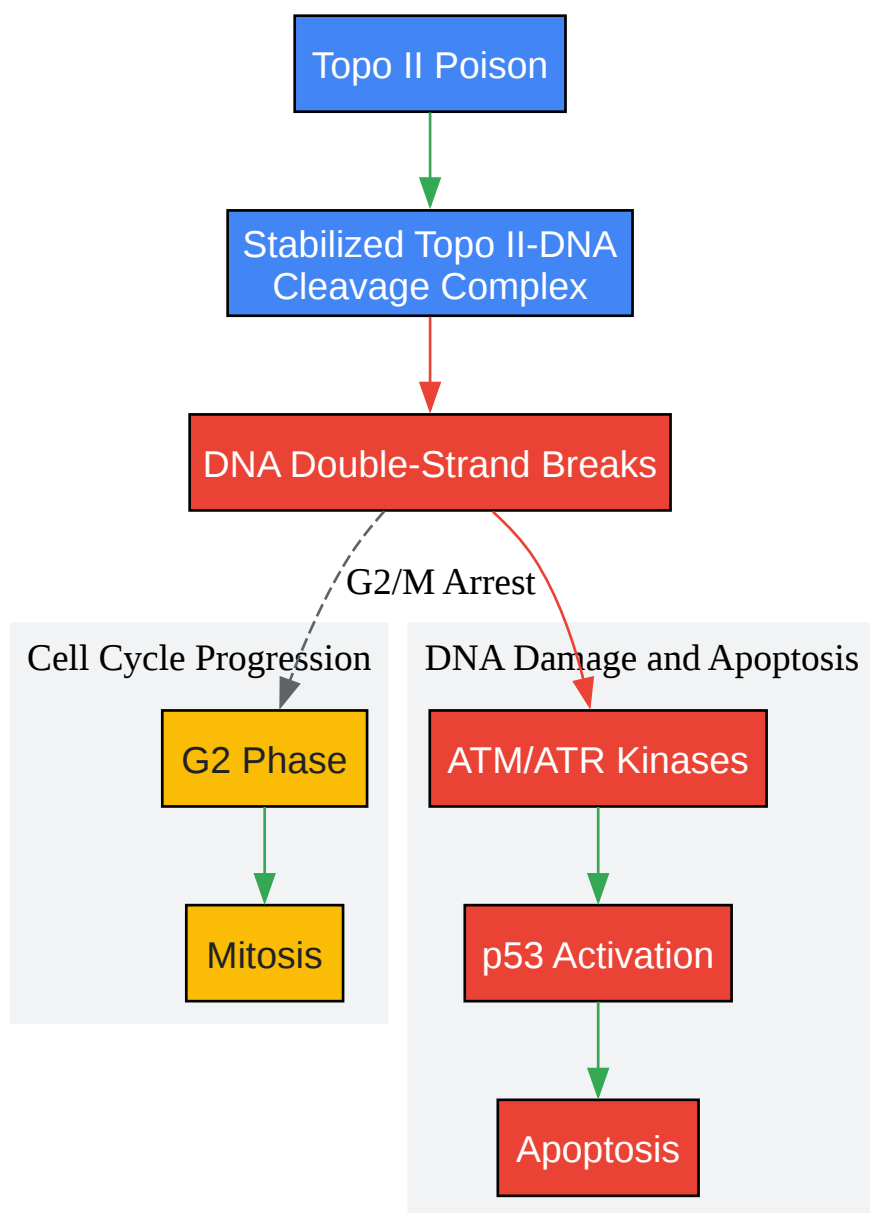 Topo II Poison
Stabilized Topo II-DNA
Cleavage Complex
DNA Double-Strand Breaks
G2/M Arrest
Cell Cycle Progression
DNA Damage and Apoptosis
G2 Phase
ATM/ATR Kinases
Mitosis
p53 Activation
Apoptosis